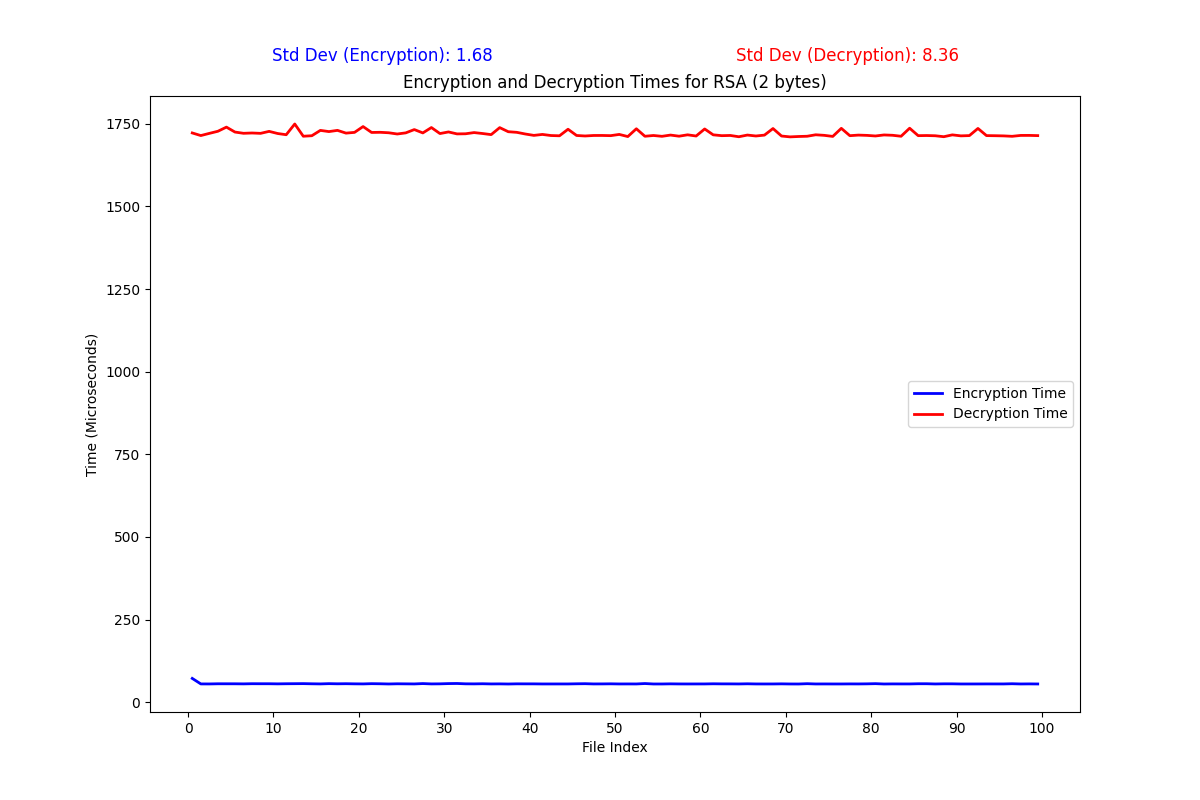 Std Dev (Encryption): 1.68
Std Dev (Decryption): 8.36
Encryption and Decryption Times for RSA (2 bytes)
1750
1500
1250
1000
750
500
250
0
Time (Microseconds)
Encryption Time
Decryption Time
0 10 20 30 40 50 60 70 80 90 100
File Index